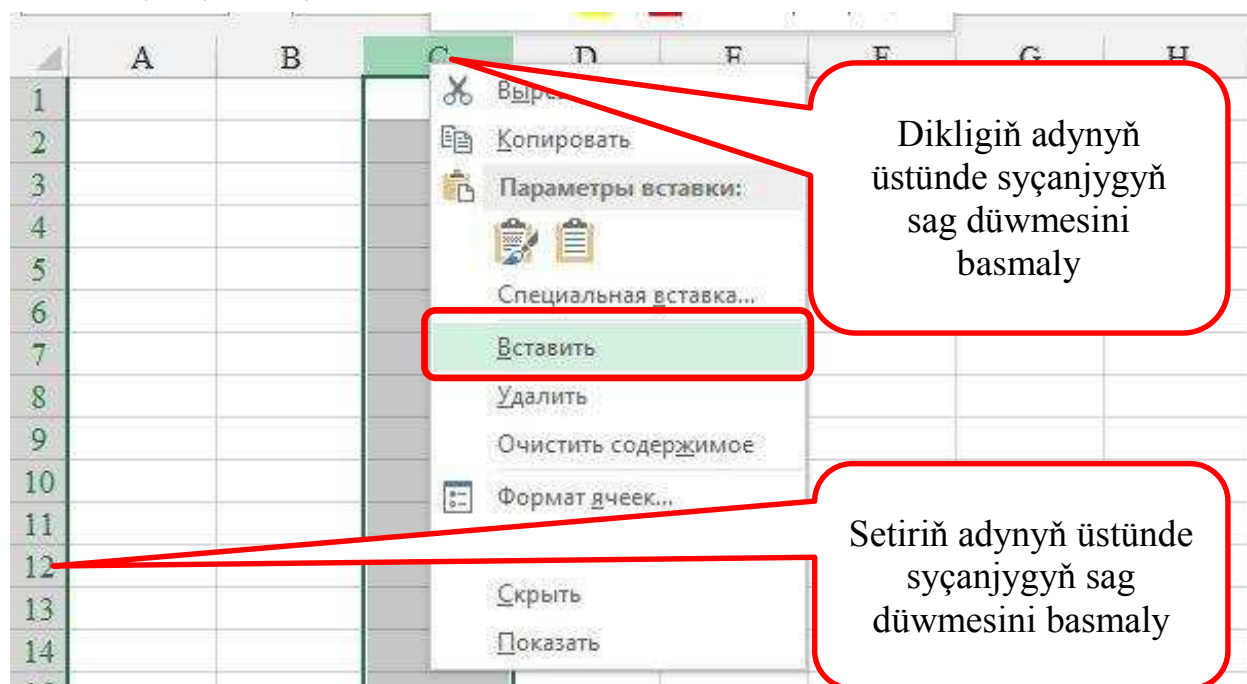 A B C D E F G H
1
2
3
4
5
6
7
8
9
10
11
12
13
14
Копировать
Параметры вставки:
Специальная вставка...
Вставить
Удалить
Очистить содержимое
Формат ячеек...
Скрыть
Показать
Dikligiň adynyň
üstünde syçanjygyň
sag düwmesini
basmaly
Setiriň adynyň üstünde
syçanjygyň sag
düwmesini basmaly